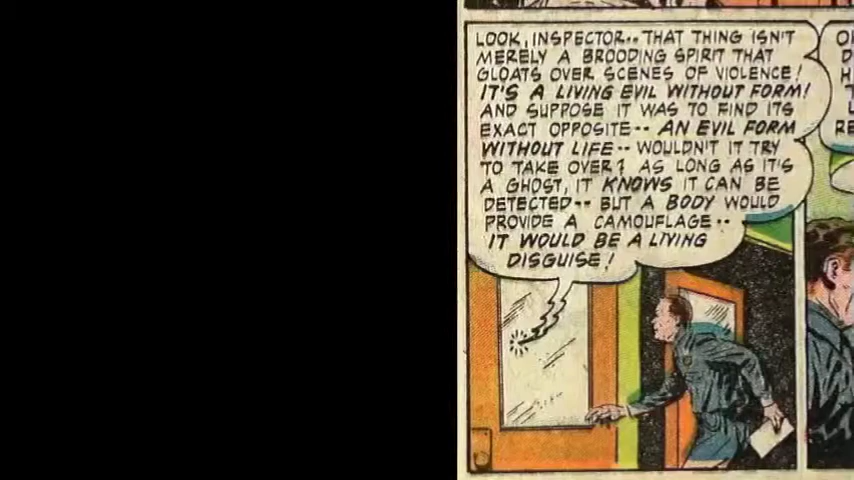 LOOK, INSPECTOR-- THAT THING ISN'T
MERELY A BROODING SPIRIT THAT
GLOATS OVER SCENES OF VIOLENCE!
IT'S A LIVING EVIL WITHOUT FORM!
AND SUPPOSE IT WAS TO FIND ITS
EXACT OPPOSITE-- AN EVIL FORM
WITHOUT LIFE-- WOULDN'T IT TRY
TO TAKE OVER? AS LONG AS IT'S
A GHOST, IT KNOWS IT CAN BE
DETECTED-- BUT A BODY WOULD
PROVIDE A CAMOUFLAGE--
IT WOULD BE A LIVING
DISGUISE!